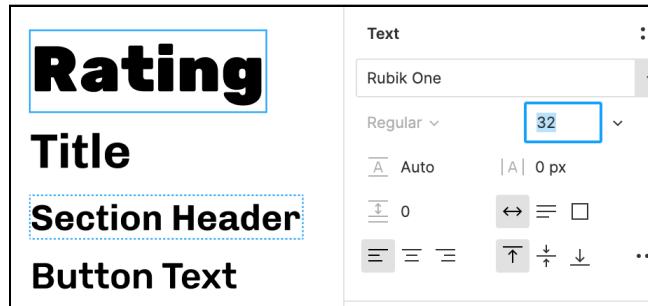 Rating
Title
Section Header
Button Text
Text
Rubik One
Regular 32
A Auto |A| 0 px
0